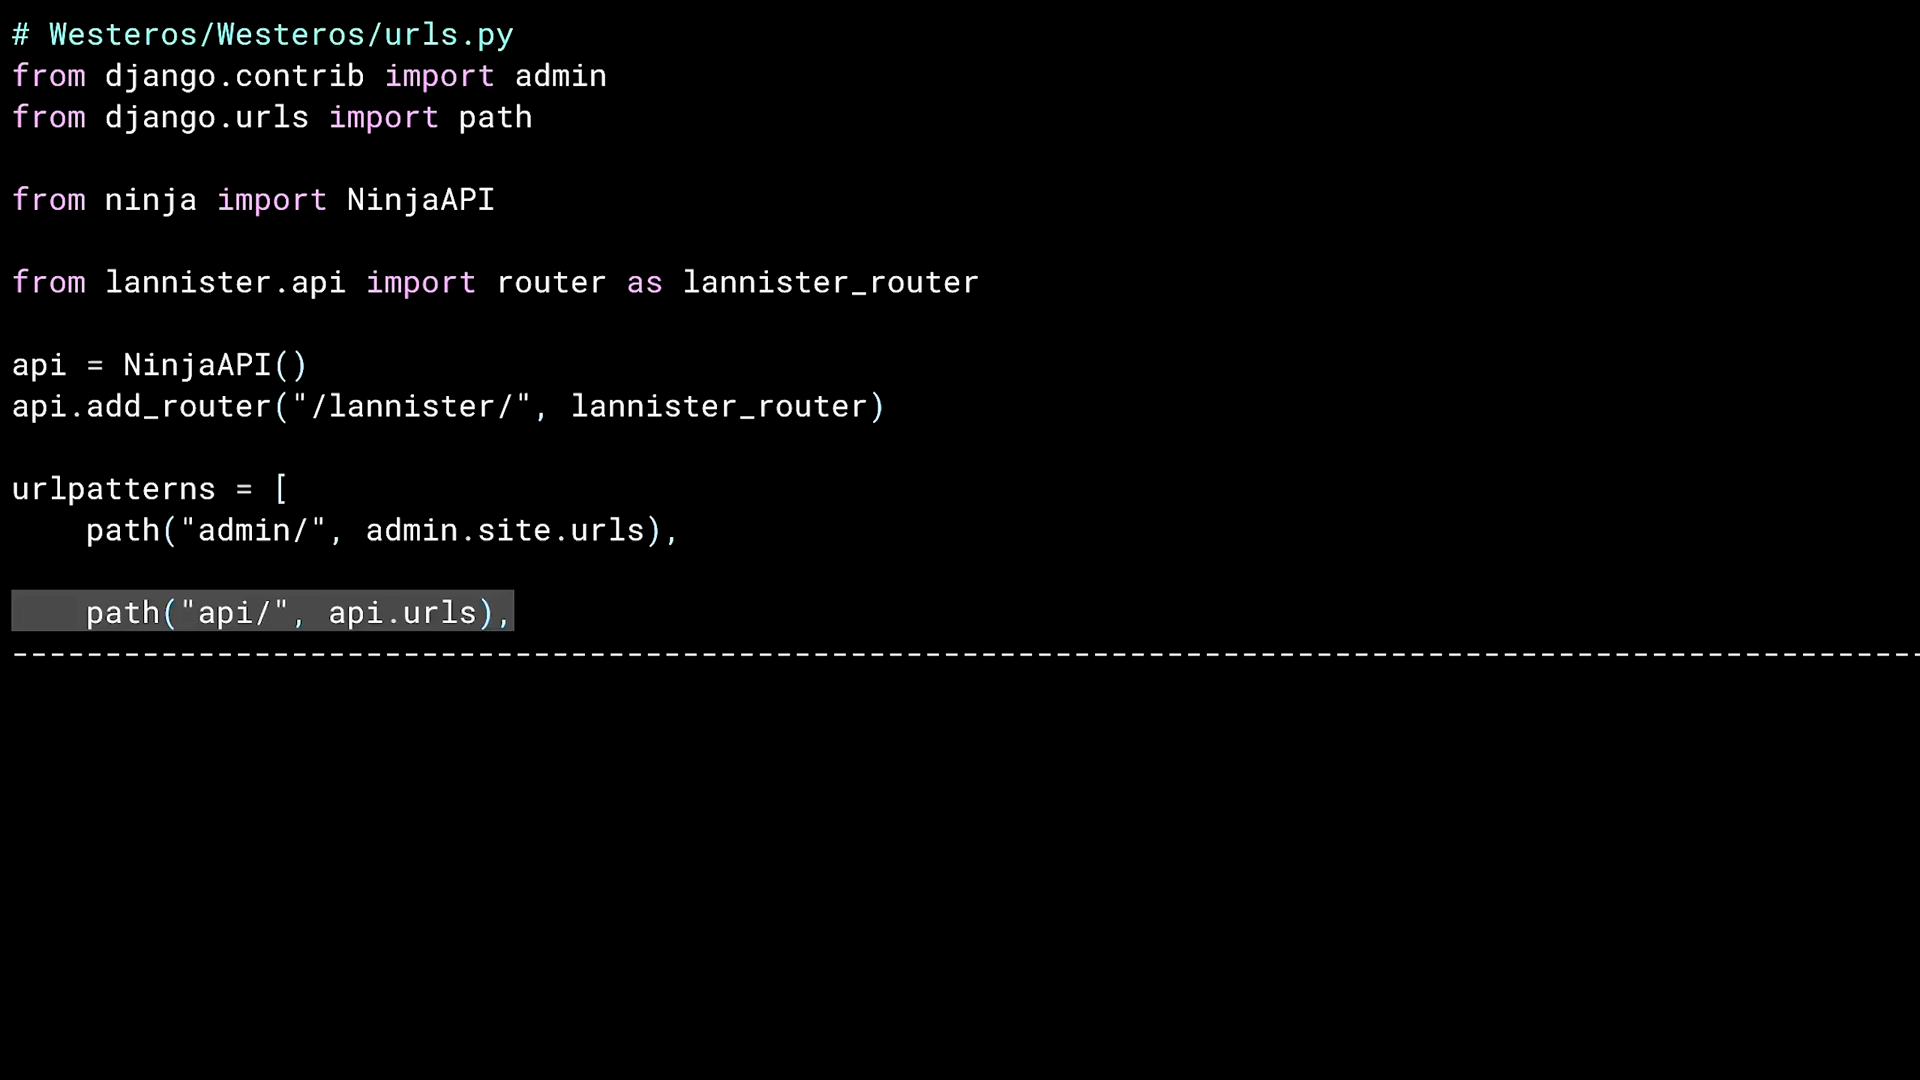 # Westeros/Westeros/urls.py
from django.contrib import admin
from django.urls import path
from ninja import NinjaAPI
from lannister.api import router as lannister_router
api = NinjaAPI()
api.add_router("/lannister/", lannister_router)
urlpatterns = [
    path("admin/", admin.site.urls),
    path("api/", api.urls),
-------------------------------------------------------------------------------------------------------